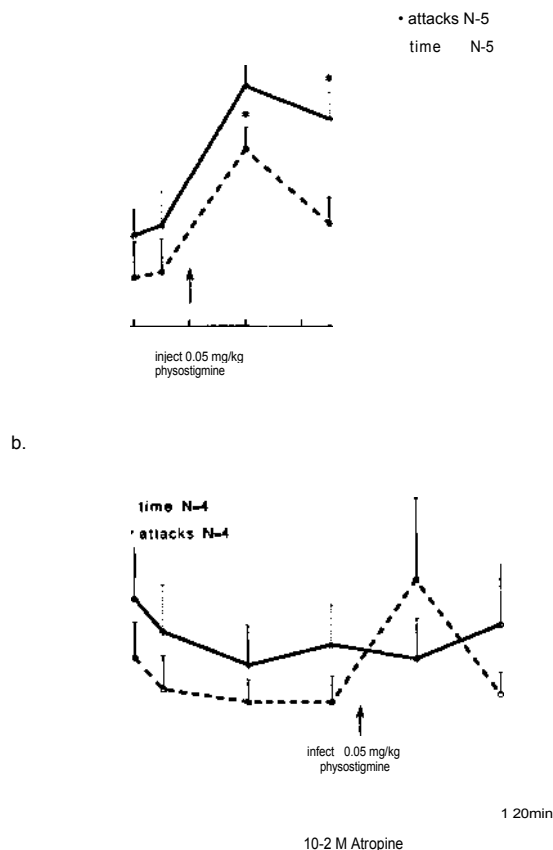 • attacks N-5
time N-5
*
*
inject 0.05 mg/kg
physostigmine
b.
time N=4
attacks N=4
infect 0.05 mg/kg
physostigmine
1 20min
10-2 M Atropine